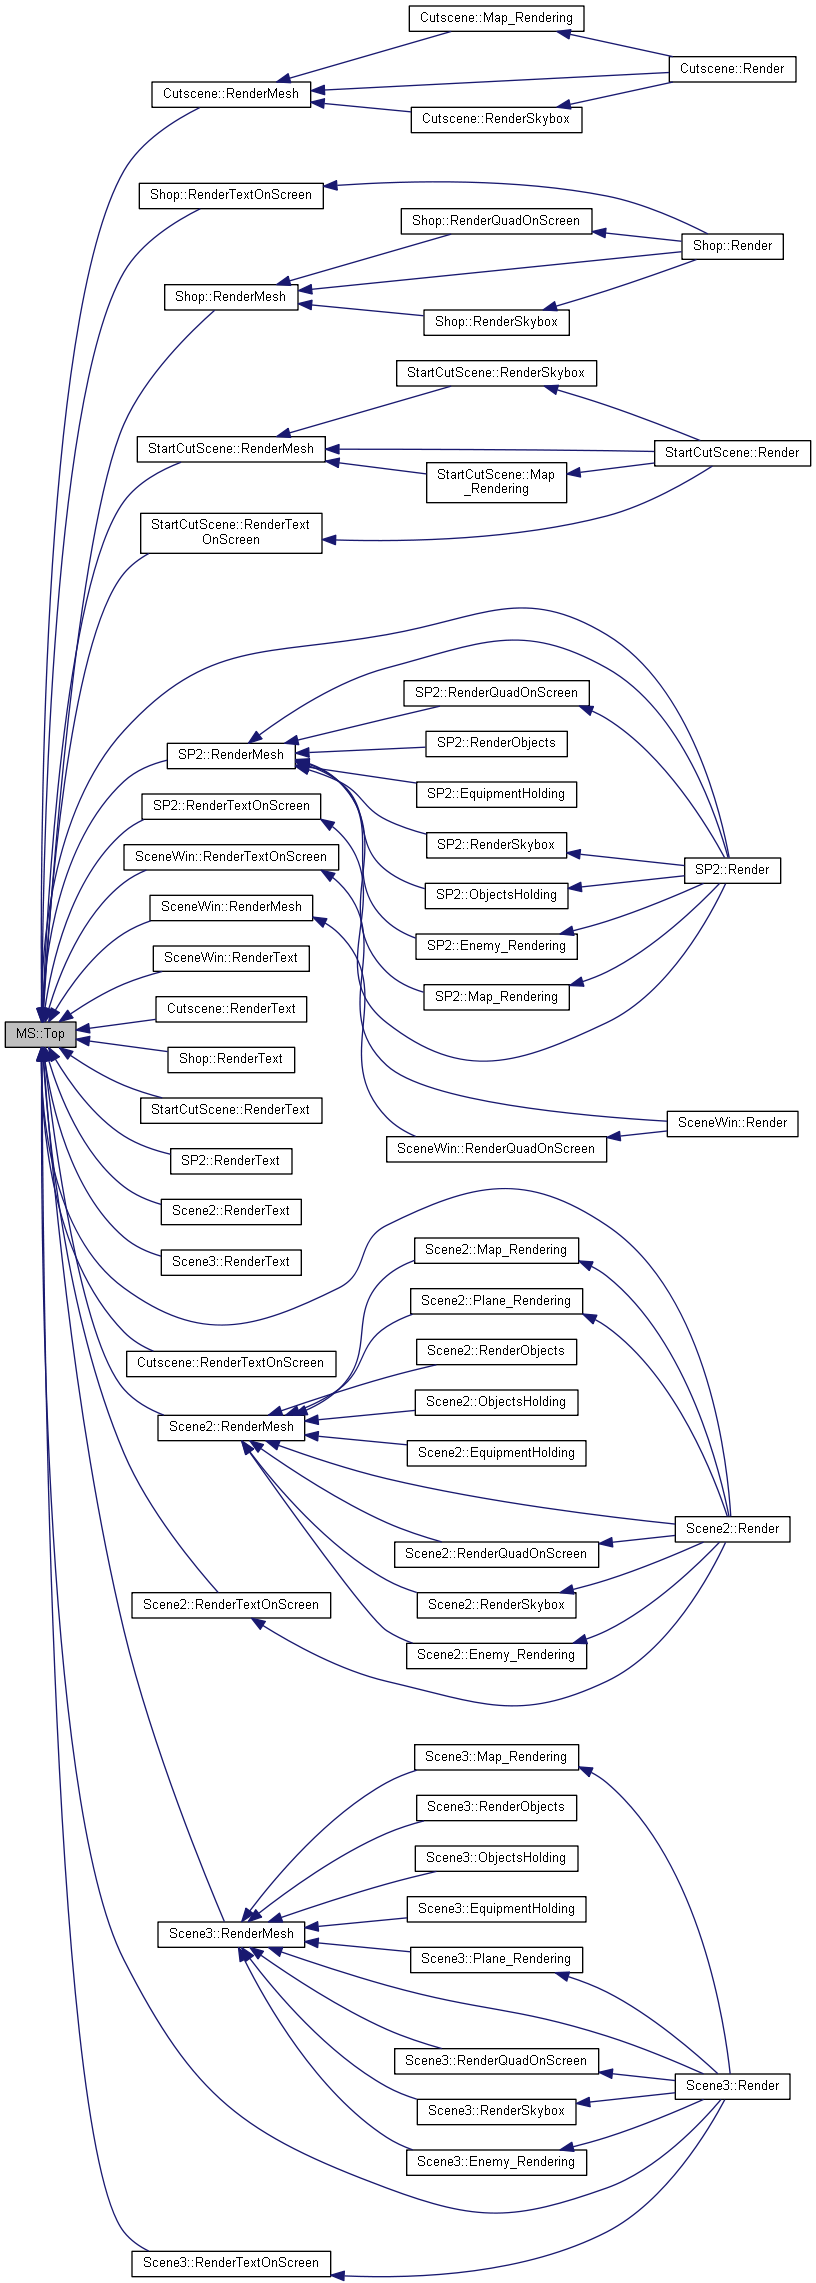 Cutscene::Map_Rendering
Cutscene::Render
Cutscene::RenderMesh
Cutscene::RenderSkybox
Shop::RenderTextOnScreen
Shop::RenderQuadOnScreen
Shop::Render
Shop::RenderMesh
Shop::RenderSkybox
StartCutScene::RenderSkybox
StartCutScene::RenderMesh
StartCutScene::Render
StartCutScene::Map
_Rendering
StartCutScene::RenderText
OnScreen
SP2::RenderQuadOnScreen
SP2::RenderObjects
SP2::RenderMesh
SP2::EquipmentHolding
SP2::RenderTextOnScreen
SP2::RenderSkybox
SceneWin::RenderTextOnScreen
SP2::Render
SP2::ObjectsHolding
SceneWin::RenderMesh
SP2::Enemy_Rendering
SceneWin::RenderText
SP2::Map_Rendering
Cutscene::RenderText
MS::Top
Shop::RenderText
StartCutScene::RenderText
SceneWin::Render
SceneWin::RenderQuadOnScreen
SP2::RenderText
Scene2::RenderText
Scene2::Map_Rendering
Scene3::RenderText
Scene2::Plane_Rendering
Scene2::RenderObjects
Cutscene::RenderTextOnScreen
Scene2::ObjectsHolding
Scene2::RenderMesh
Scene2::EquipmentHolding
Scene2::Render
Scene2::RenderQuadOnScreen
Scene2::RenderTextOnScreen
Scene2::RenderSkybox
Scene2::Enemy_Rendering
Scene3::Map_Rendering
Scene3::RenderObjects
Scene3::ObjectsHolding
Scene3::EquipmentHolding
Scene3::RenderMesh
Scene3::Plane_Rendering
Scene3::RenderQuadOnScreen
Scene3::Render
Scene3::RenderSkybox
Scene3::Enemy_Rendering
Scene3::RenderTextOnScreen